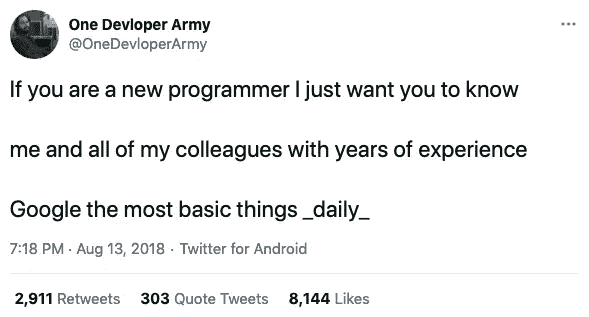 One Devloper Army
@OneDevloperArmy
If you are a new programmer I just want you to know
me and all of my colleagues with years of experience
Google the most basic things _daily_
7:18 PM · Aug 13, 2018 · Twitter for Android
2,911 Retweets 303 Quote Tweets 8,144 Likes